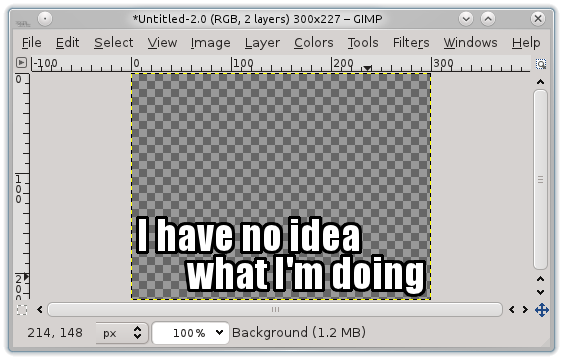 *Untitled-2.0 (RGB, 2 layers) 300x227 – GIMP
File Edit Select View Image Layer Colors Tools Filters Windows Help
-100 0 100 200 300
0
100
I have no idea
what I'm doing
214, 148 px 100% Background (1.2 MB)